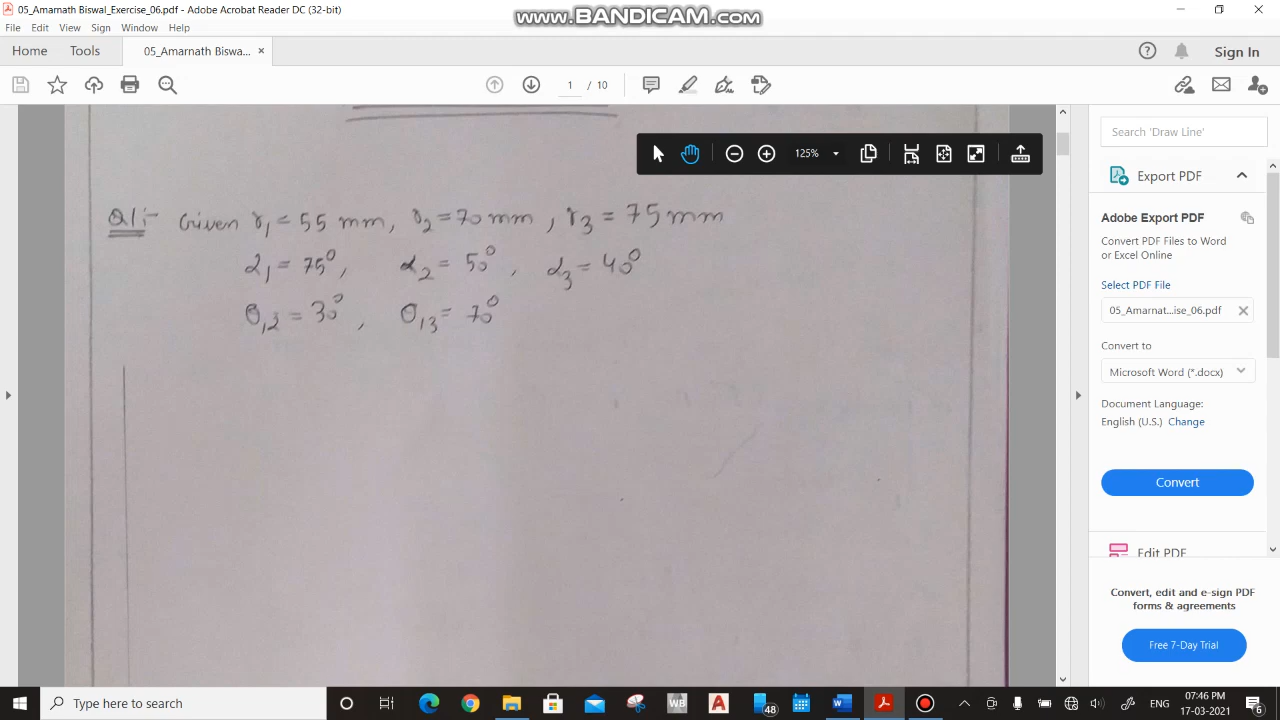 05_Amarnath Biswal_Exercise_06.pdf - Adobe Acrobat Reader DC (32-bit)
WWW.BANDICAM.COM
File Edit View Sign Window Help
Home Tools 05_Amarnath Biswa... × Sign In
1 / 10
125%
Search 'Draw Line'
Export PDF
Adobe Export PDF
Convert PDF Files to Word
or Excel Online
Select PDF File
05_Amarnat...ise_06.pdf
Convert to
Microsoft Word (*.docx)
Document Language:
English (U.S.) Change
Convert
Edit PDF
Convert, edit and e-sign PDF
forms & agreements
Free 7-Day Trial
Q1:- Given r₁ = 55 mm, r₂ = 70 mm, r₃ = 75 mm
α₁ = 75°, α₂ = 50°, α₃ = 40°
θ₁₂ = 30°, θ₁₃ = 70°
Type here to search
WB
A
48
ENG
07:46 PM
17-03-2021
6